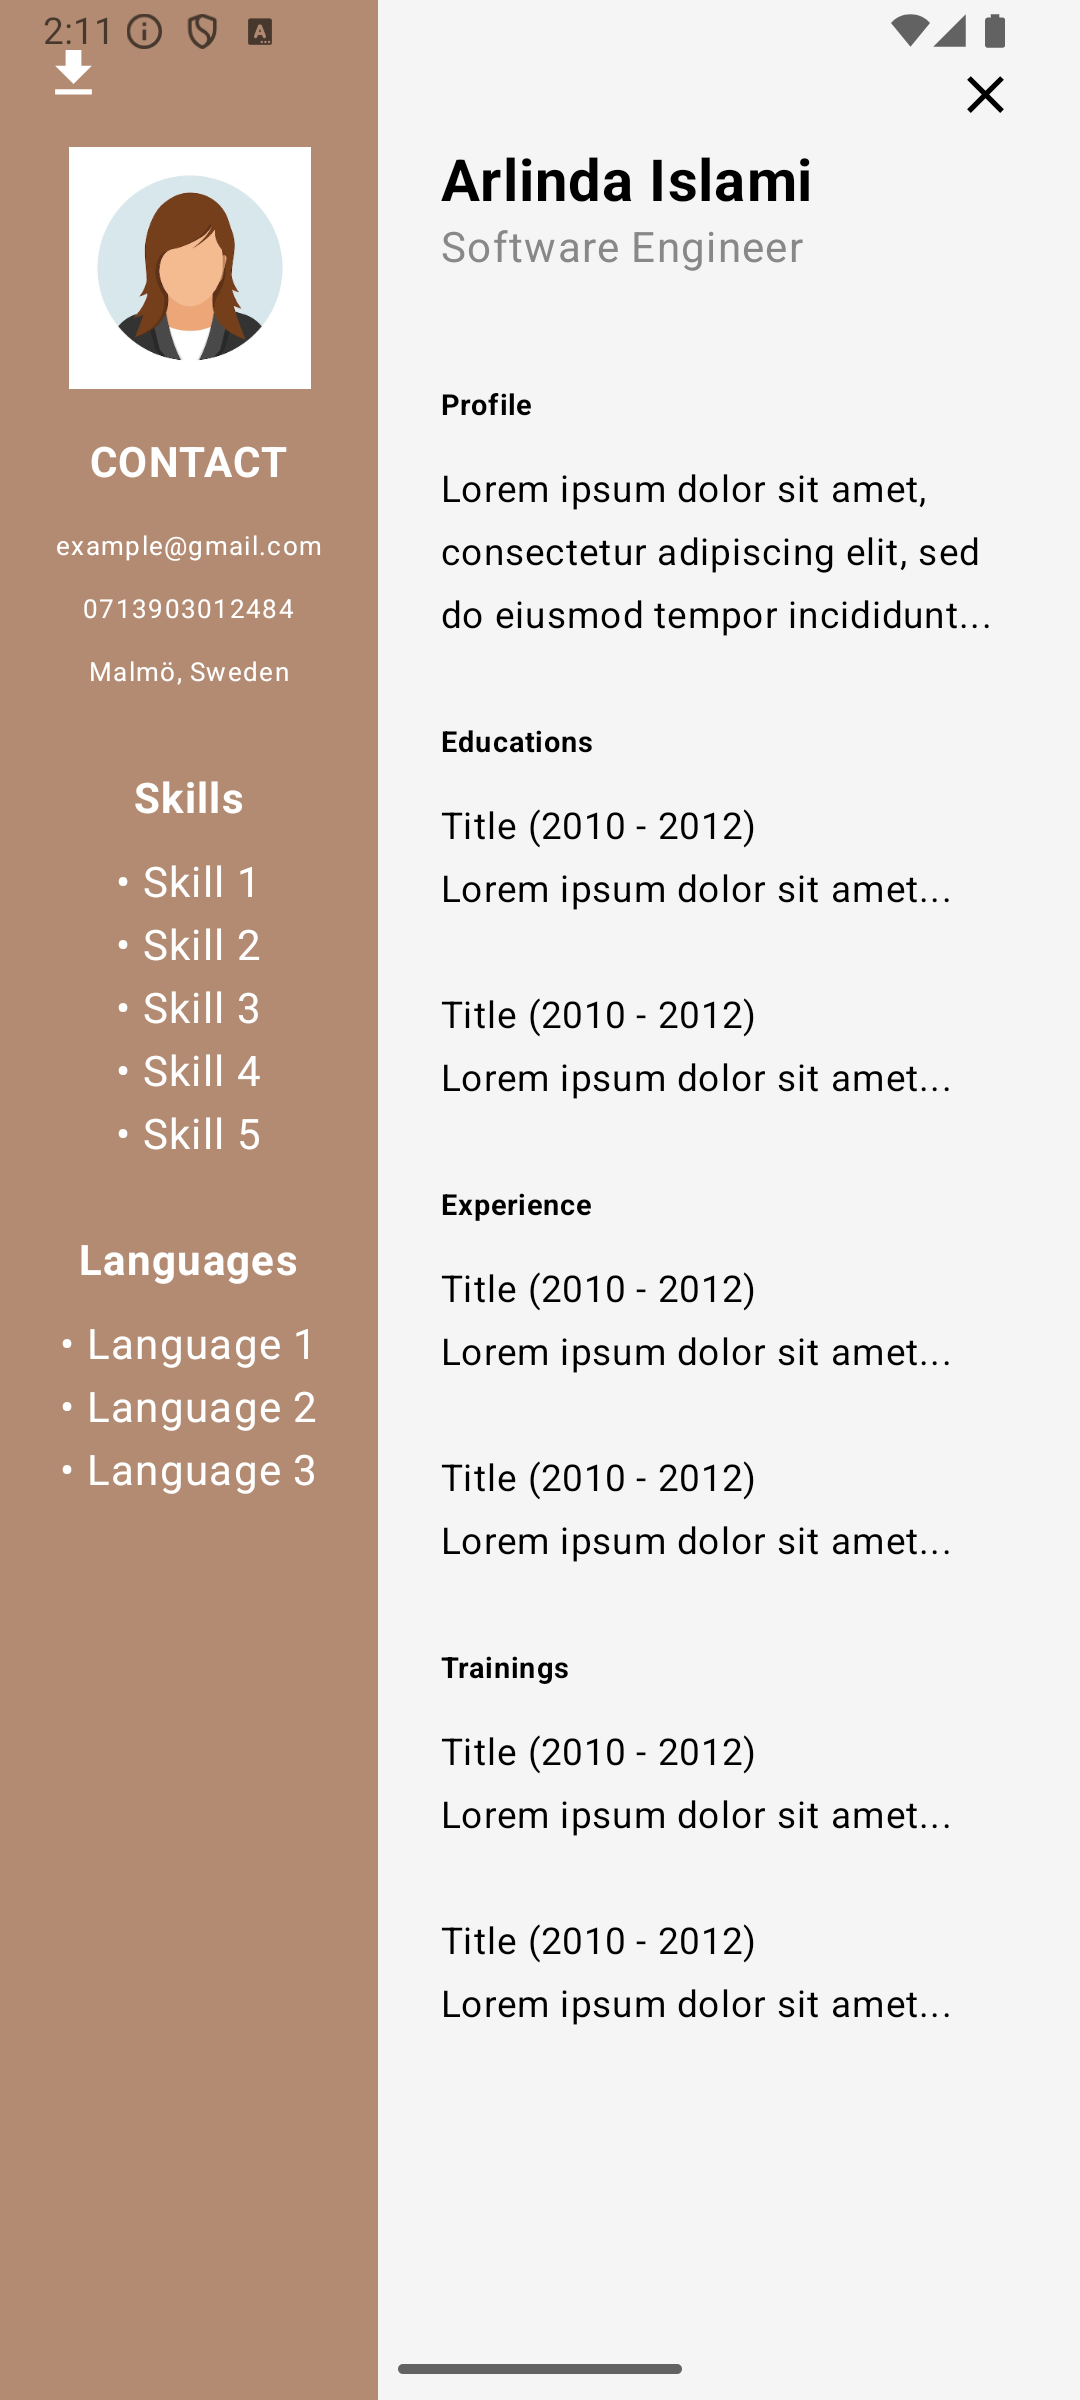 2:11
Arlinda Islami
Software Engineer
CONTACT
example@gmail.com
0713903012484
Malmö, Sweden
Skills
• Skill 1
• Skill 2
• Skill 3
• Skill 4
• Skill 5
Languages
• Language 1
• Language 2
• Language 3
Profile
Lorem ipsum dolor sit amet,
consectetur adipiscing elit, sed
do eiusmod tempor incididunt...
Educations
Title (2010 - 2012)
Lorem ipsum dolor sit amet...
Title (2010 - 2012)
Lorem ipsum dolor sit amet...
Experience
Title (2010 - 2012)
Lorem ipsum dolor sit amet...
Title (2010 - 2012)
Lorem ipsum dolor sit amet...
Trainings
Title (2010 - 2012)
Lorem ipsum dolor sit amet...
Title (2010 - 2012)
Lorem ipsum dolor sit amet...